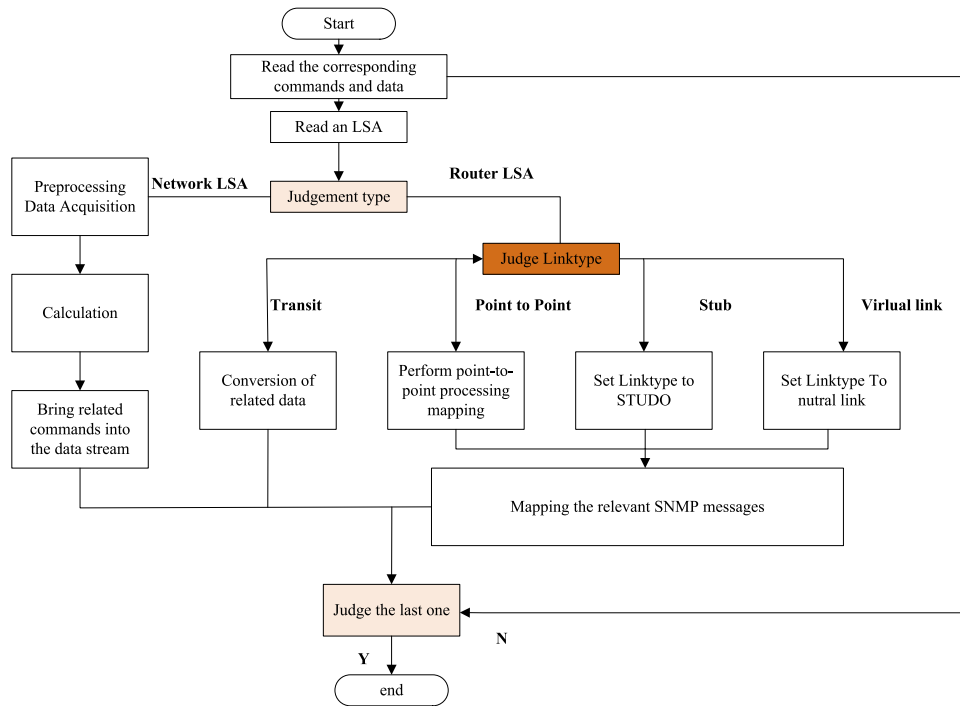 Start
Read the corresponding
commands and data
Read an LSA
Network LSA
Judgement type
Router LSA
Preprocessing
Data Acquisition
Judge Linktype
Transit
Point to Point
Stub
Virlual link
Calculation
Conversion of
related data
Perform point-to-
point processing
mapping
Set Linktype to
STUDO
Set Linktype To
nutral link
Bring related
commands into
the data stream
Mapping the relevant SNMP messages
Judge the last one
N
Y
end